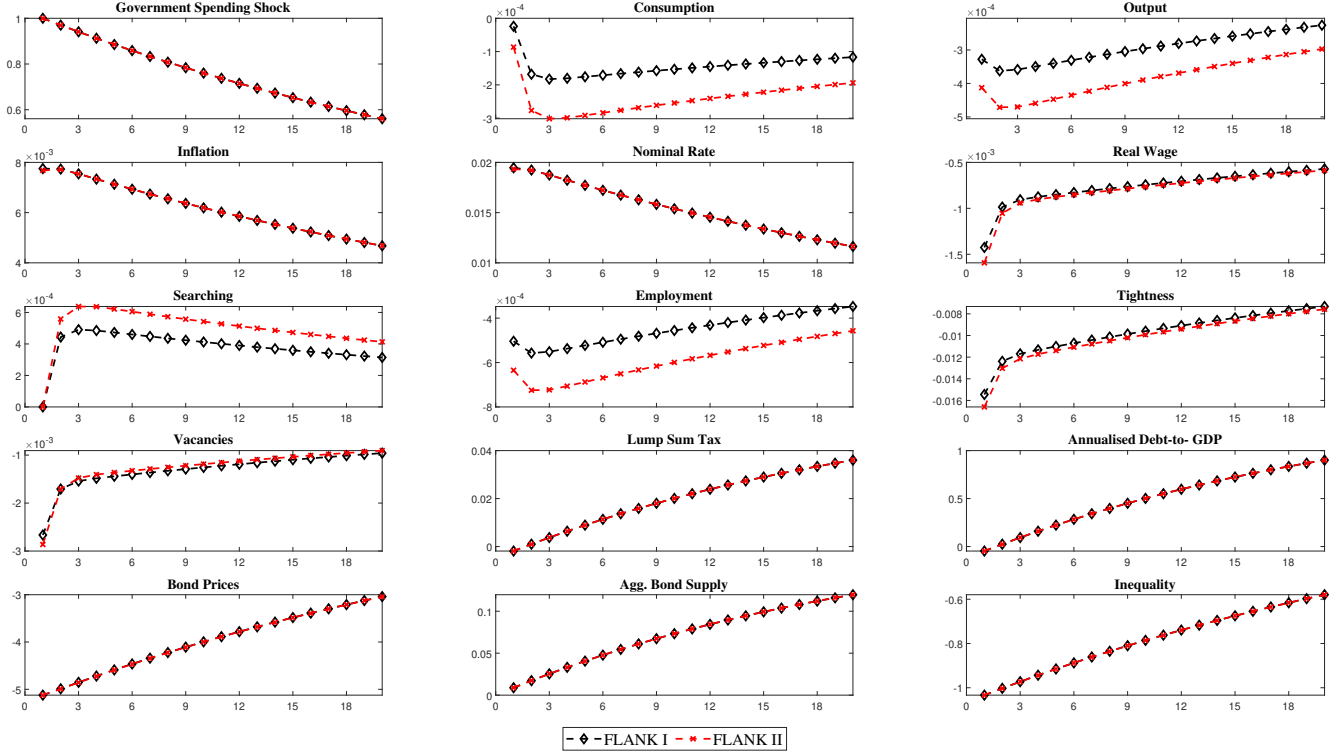 Government Spending Shock
1
0.8
0.6
0 3 6 9 12 15 18
Consumption
×10⁻⁴
0
-1
-2
-3
0 3 6 9 12 15 18
Output
×10⁻⁴
-2
-3
-4
-5
0 3 6 9 12 15 18
Inflation
×10⁻³
8
6
4
0 3 6 9 12 15 18
Nominal Rate
0.02
0.015
0.01
0 3 6 9 12 15 18
Real Wage
×10⁻³
-0.5
-1
-1.5
0 3 6 9 12 15 18
Searching
×10⁻⁴
6
4
2
0
0 3 6 9 12 15 18
Employment
×10⁻⁴
-4
-6
-8
0 3 6 9 12 15 18
Tightness
-0.008
-0.01
-0.012
-0.014
-0.016
0 3 6 9 12 15 18
Vacancies
×10⁻³
-1
-2
-3
0 3 6 9 12 15 18
Lump Sum Tax
0.04
0.02
0
0 3 6 9 12 15 18
Annualised Debt-to- GDP
1
0.5
0
0 3 6 9 12 15 18
Bond Prices
-3
-4
-5
0 3 6 9 12 15 18
Agg. Bond Supply
0.1
0.05
0
0 3 6 9 12 15 18
Inequality
-0.6
-0.8
-1
0 3 6 9 12 15 18
FLANK I FLANK II